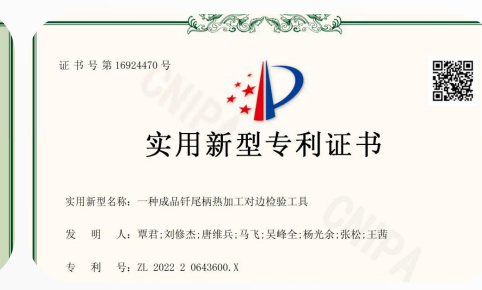 证书号第16924470号
实用新型专利证书
实用新型名称：一种成品钎尾柄热加工对边检验工具
发明人：覃君;刘修杰;唐维兵;马飞;吴峰全;杨光余;张松;王茜
专利号：ZL 2022 2 0643600.X
CNIPA
CNIPA